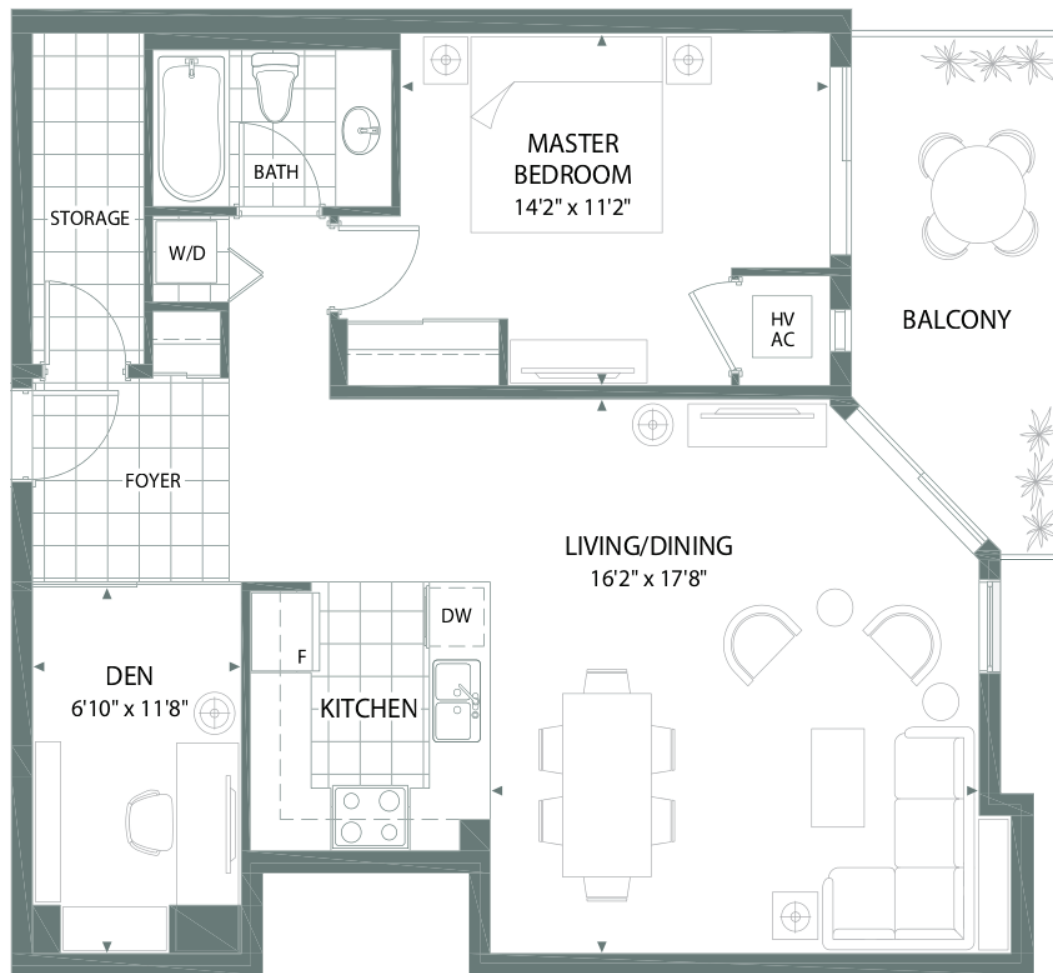 BATH
MASTER
BEDROOM
14'2" x 11'2"
STORAGE
W/D
HV
AC
BALCONY
FOYER
LIVING/DINING
16'2" x 17'8"
DW
F
DEN
6'10" x 11'8"
KITCHEN